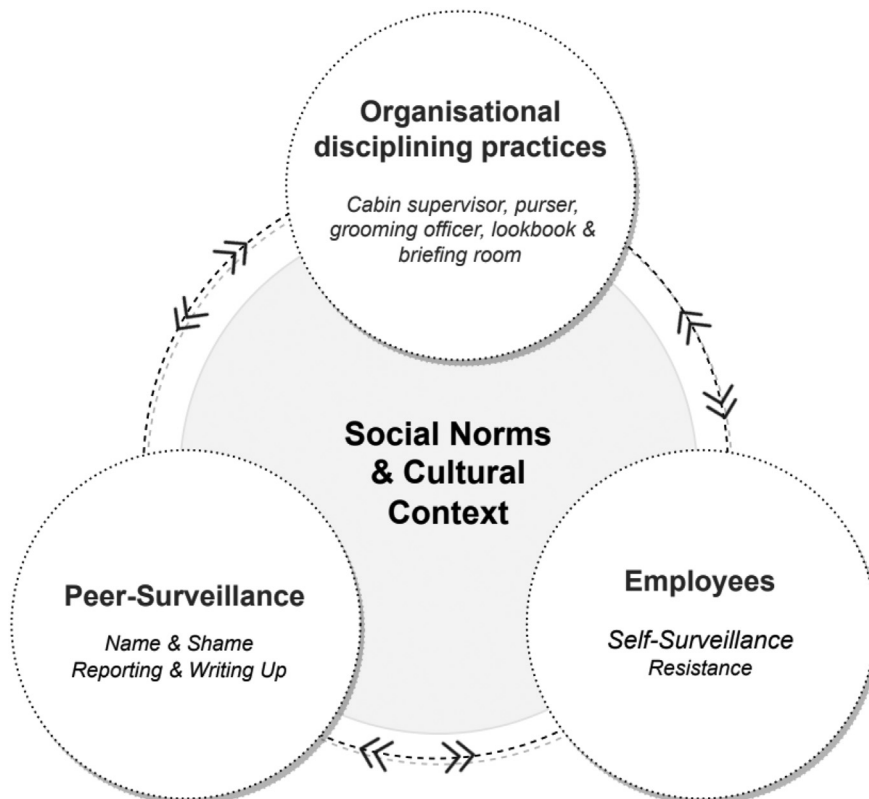 Organisational
disciplining practices
Cabin supervisor, purser,
grooming officer, lookbook &
briefing room
Social Norms
& Cultural
Context
Peer-Surveillance
Name & Shame
Reporting & Writing Up
Employees
Self-Surveillance
Resistance